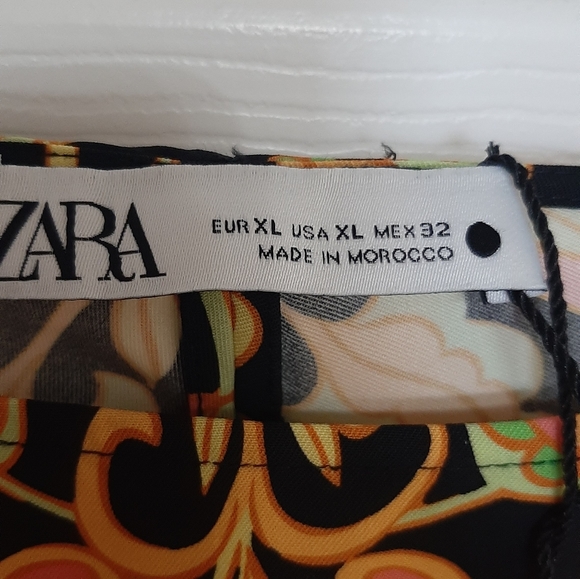 ZARA
EUR XL USA XL MEX 32
MADE IN MOROCCO